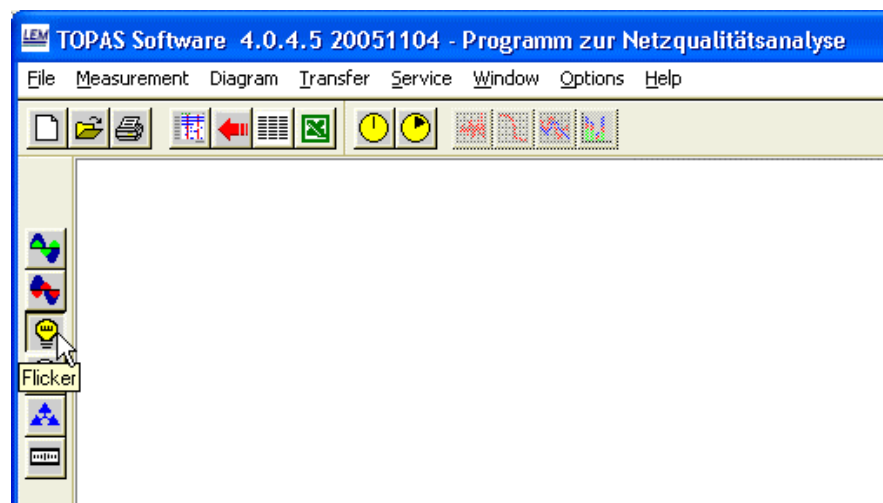 LEM TOPAS Software 4.0.4.5 20051104 - Programm zur Netzqualitätsanalyse
File Measurement Diagram Transfer Service Window Options Help
Flicker